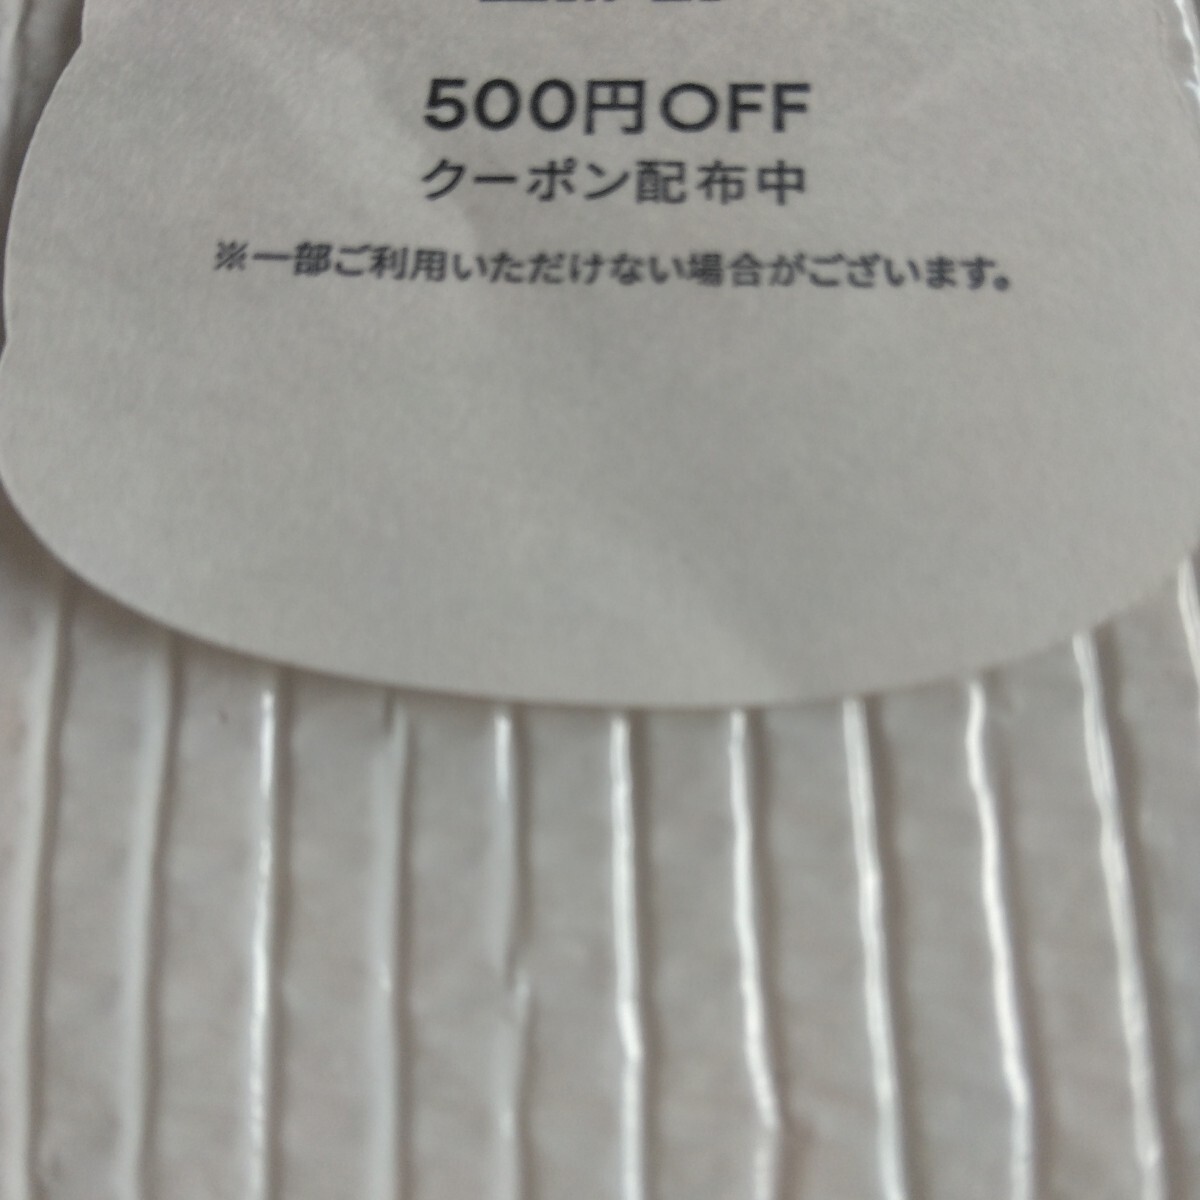 500円OFF
クーポン配布中
※一部ご利用いただけない場合がございます。